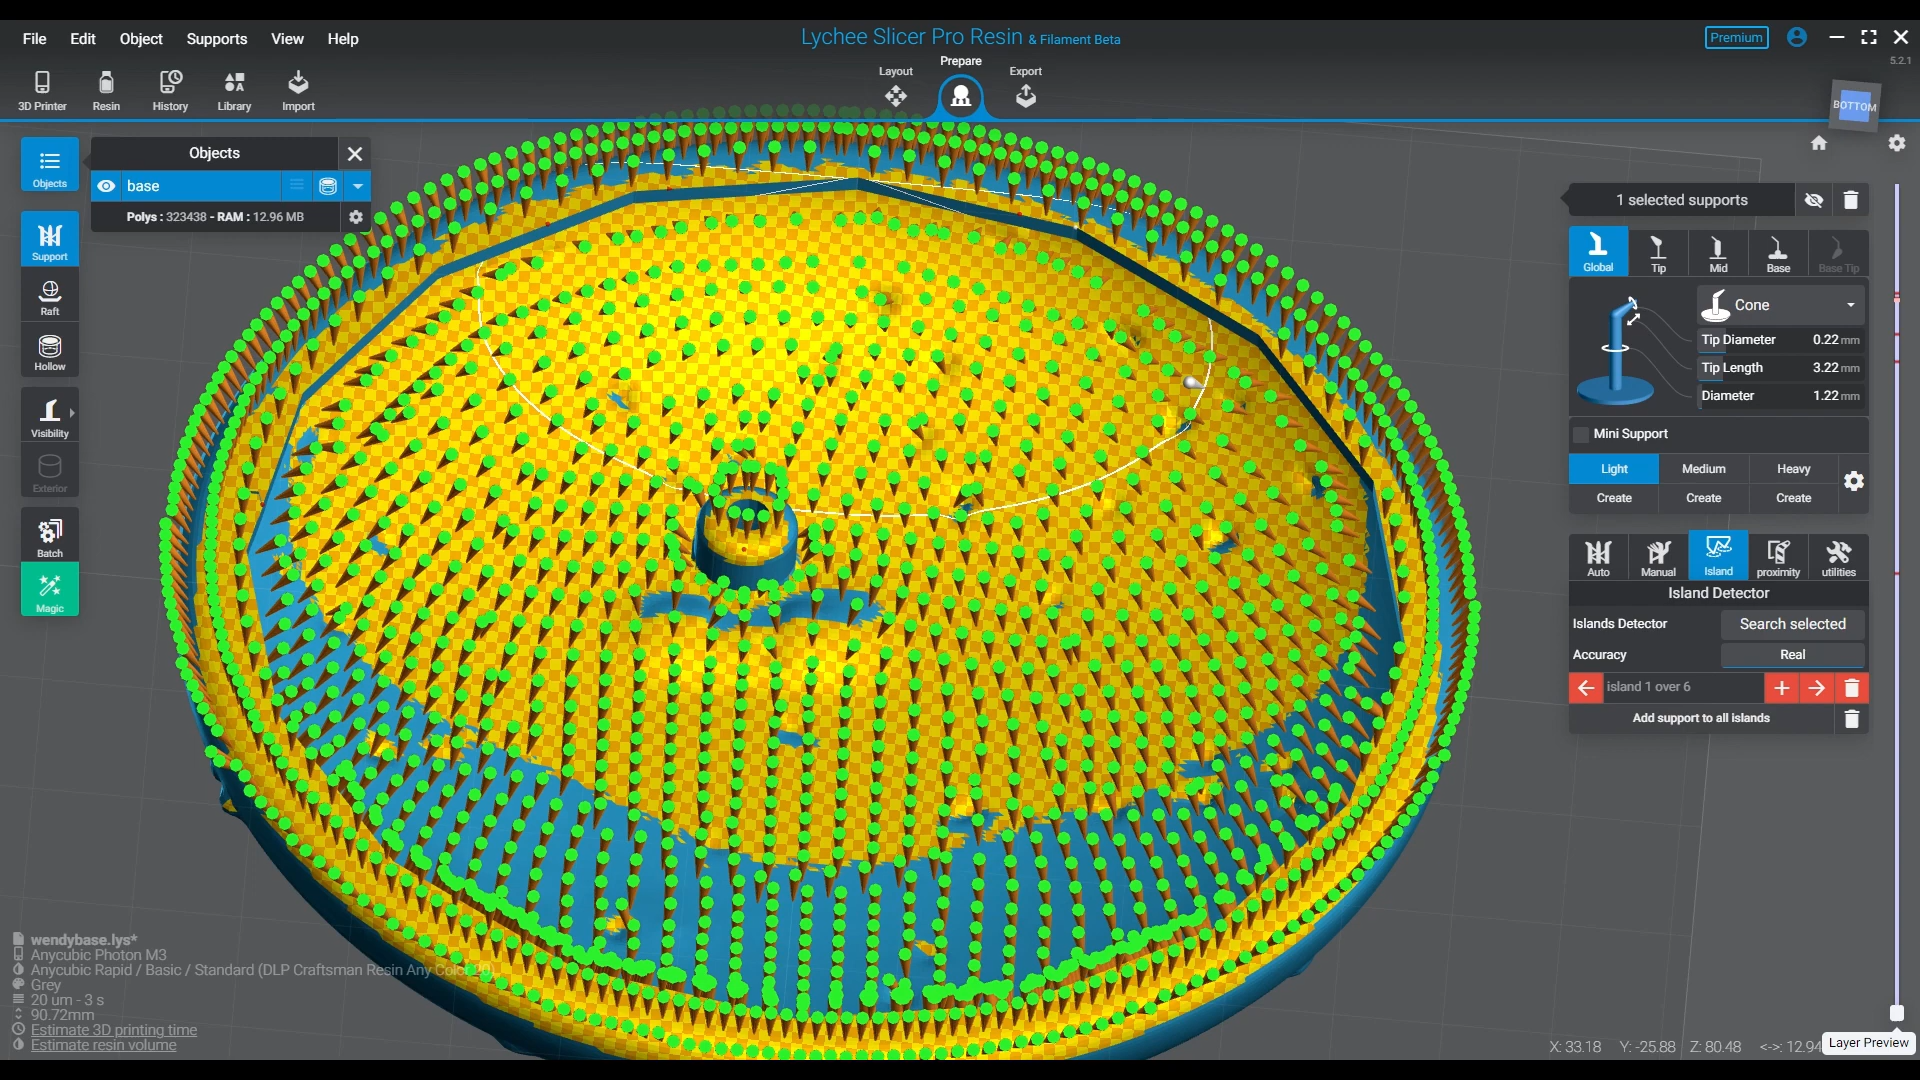 File Edit Object Supports View Help
Lychee Slicer Pro Resin & Filament Beta
Premium
5.2.1
3D Printer Resin History Library Import
Layout Prepare Export
BOTTOM
Objects
Objects
base
Polys : 323438 - RAM : 12.96 MB
Support
Raft
Hollow
Visibility
Exterior
Batch
Magic
1 selected supports
Global Tip Mid Base Base Tip
Cone
Tip Diameter 0.22 mm
Tip Length 3.22 mm
Diameter 1.22 mm
Mini Support
Light Medium Heavy
Create Create Create
Auto Manual Island proximity utilities
Island Detector
Islands Detector Search selected
Accuracy Real
island 1 over 6
Add support to all islands
wendybase.lys*
Anycubic Photon M3
Anycubic Rapid / Basic / Standard (DLP Craftsman Resin Any Color
Grey
20 um - 3 s
90.72mm
Estimate 3D printing time
Estimate resin volume
X: 33.18 Y: -25.88 Z: 80.48 <->: 12.94
Layer Preview